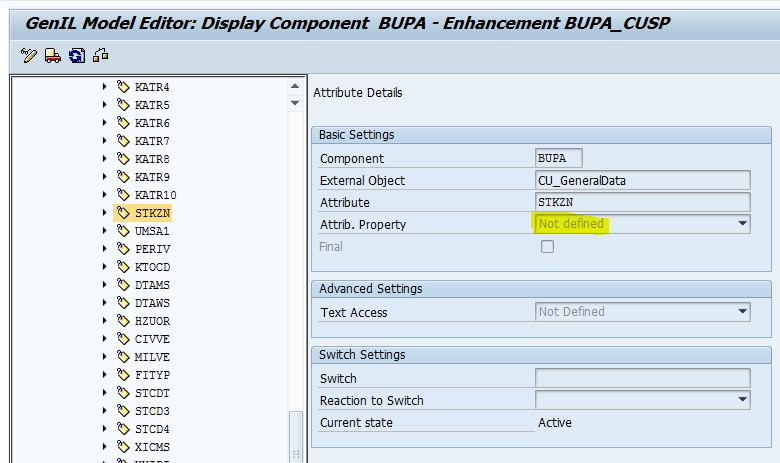 GenIL Model Editor: Display Component BUPA - Enhancement BUPA_CUSP
KATR4
KATR5
KATR6
KATR7
KATR8
KATR9
KATR10
STKZN
UMSA1
PERIV
KTOCD
DTAMS
DTAWS
HZUOR
CIVVE
MILVE
FITYP
STCDT
STCD3
STCD4
XICMS
Attribute Details
Basic Settings
Component BUPA
External Object CU_GeneralData
Attribute STKZN
Attrib. Property Not defined
Final
Advanced Settings
Text Access Not Defined
Switch Settings
Switch
Reaction to Switch
Current state Active